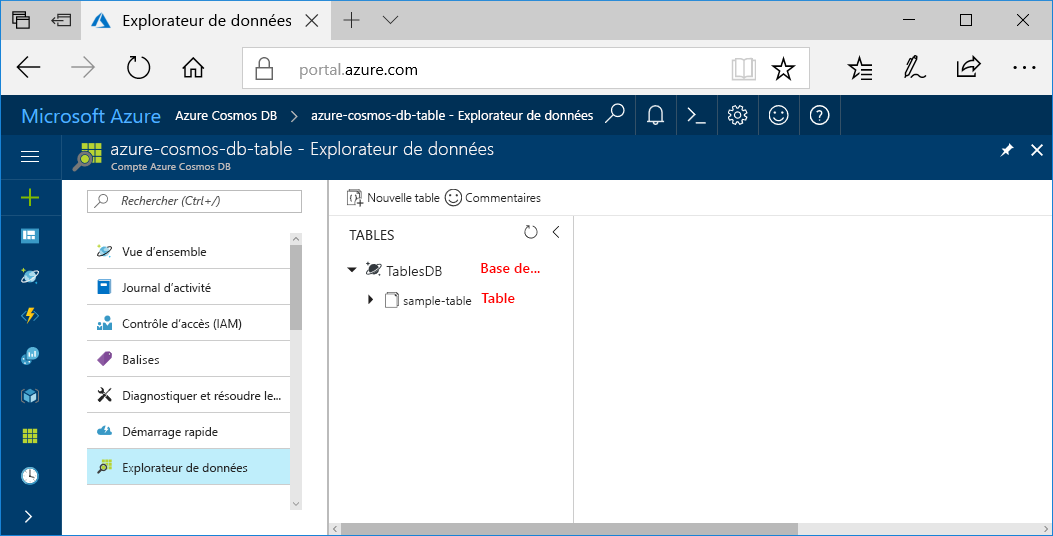 Explorateur de données
portal.azure.com
Microsoft Azure Azure Cosmos DB > azure-cosmos-db-table - Explorateur de données
azure-cosmos-db-table - Explorateur de données
Compte Azure Cosmos DB
Rechercher (Ctrl+/)
Vue d'ensemble
Journal d'activité
Contrôle d'accès (IAM)
Balises
Diagnostiquer et résoudre le...
Démarrage rapide
Explorateur de données
Nouvelle table Commentaires
TABLES
TablesDB Base de...
sample-table Table